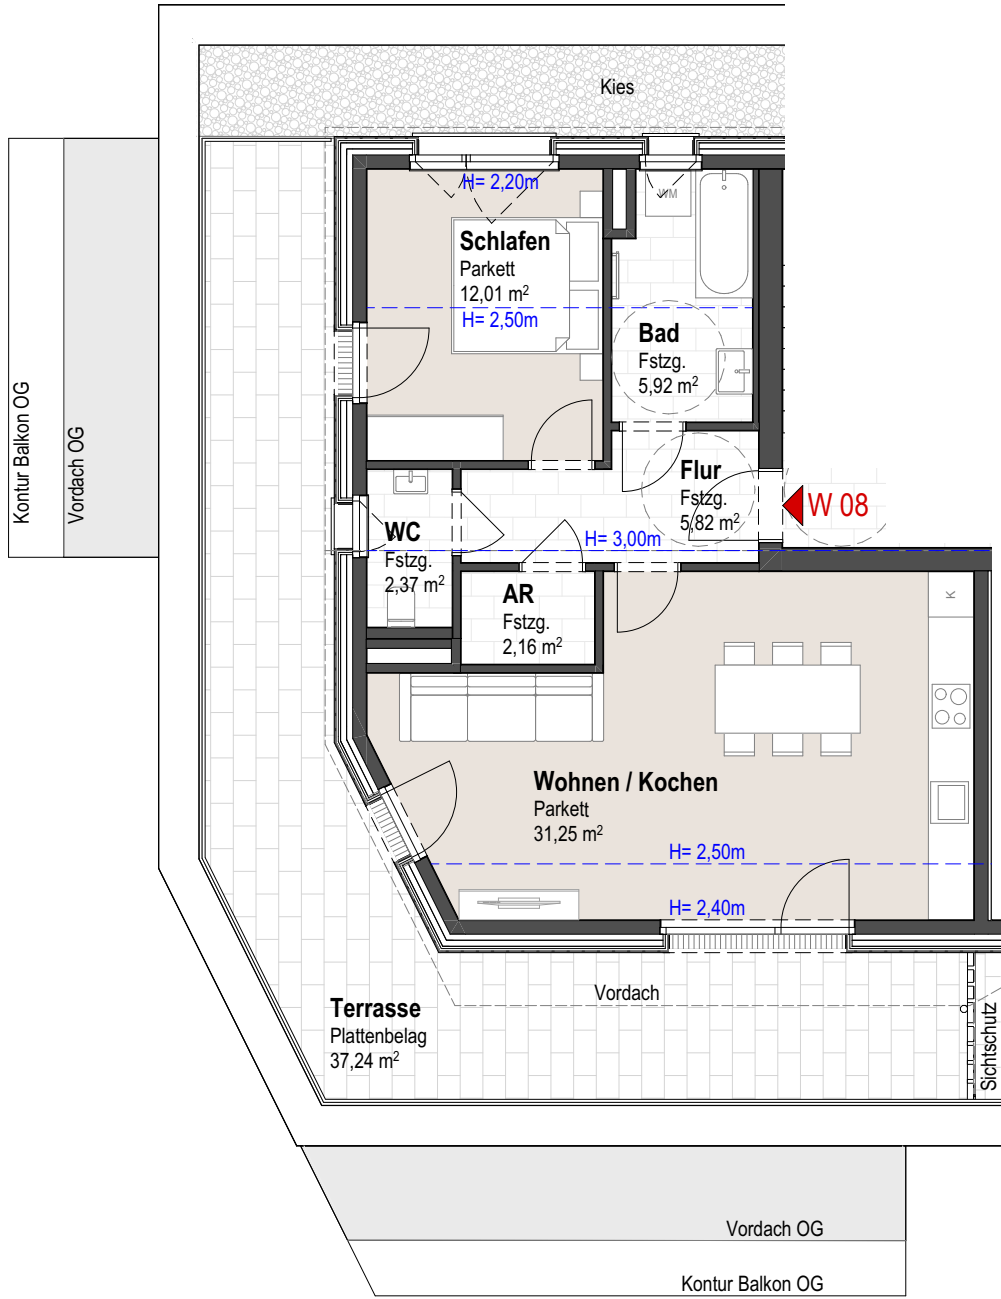 Kies
H= 2,20m
WM
Schlafen
Parkett
12,01 m²
H= 2,50m
Bad
Fstzg.
5,92 m²
Kontur Balkon OG
Vordach OG
Flur
Fstzg.
5,82 m²
W 08
WC
Fstzg.
2,37 m²
H= 3,00m
AR
Fstzg.
2,16 m²
K
Wohnen / Kochen
Parkett
31,25 m²
H= 2,50m
H= 2,40m
Vordach
Terrasse
Plattenbelag
37,24 m²
Sichtschutz
Vordach OG
Kontur Balkon OG